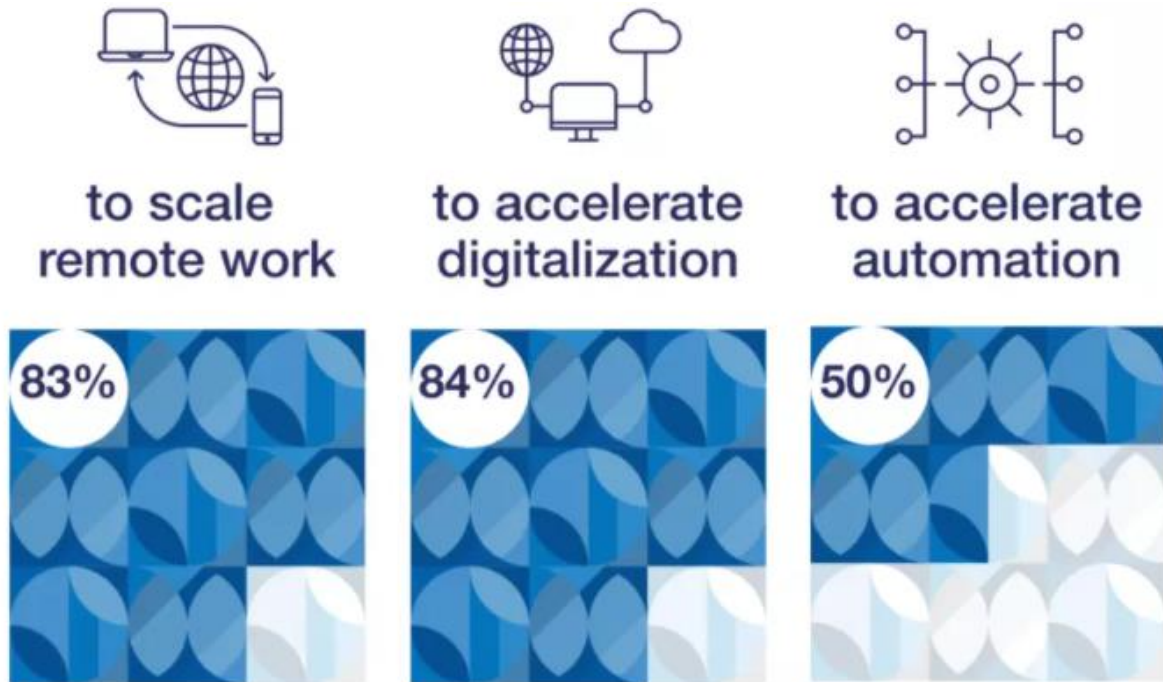 to scale
remote work
to accelerate
digitalization
to accelerate
automation
83%
84%
50%